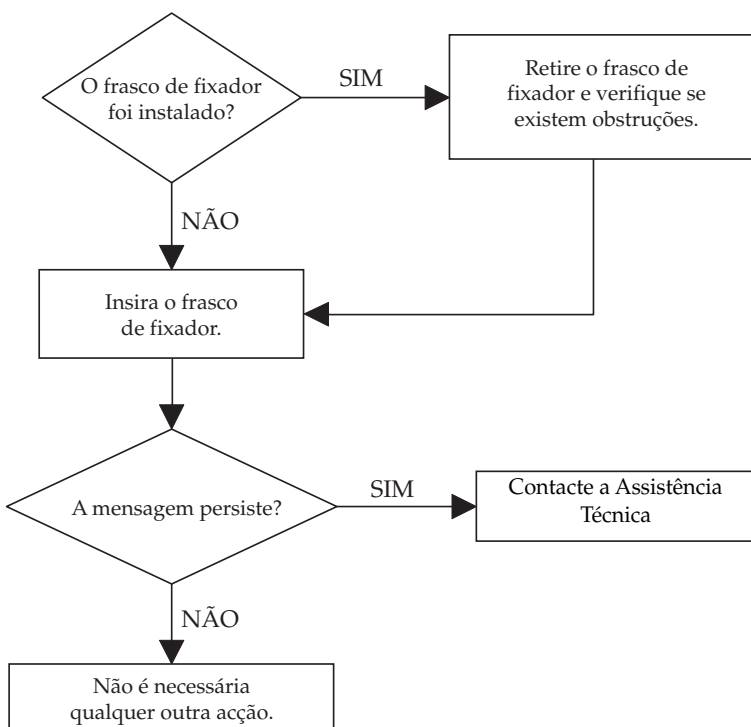 O frasco de fixador
foi instalado?
SIM
Retire o frasco de
fixador e verifique se
existem obstruções.
NÃO
Insira o frasco
de fixador.
A mensagem persiste?
SIM
Contacte a Assistência
Técnica
NÃO
Não é necessária
qualquer outra acção.